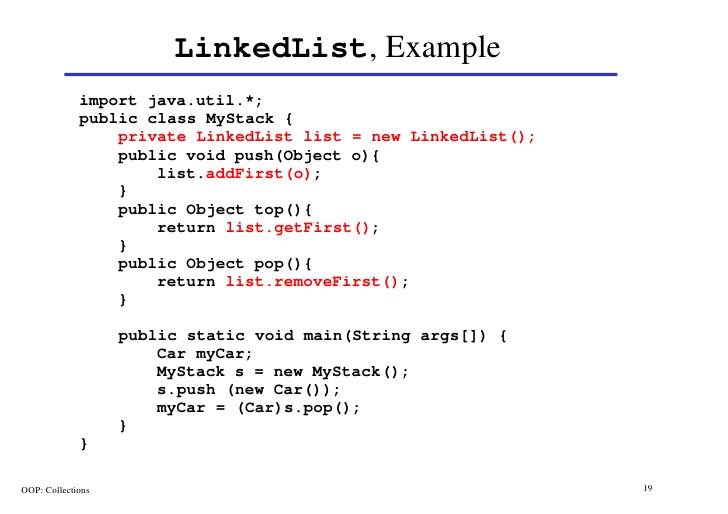 LinkedList, Example
import java.util.*;
public class MyStack {
    private LinkedList list = new LinkedList();
    public void push(Object o){
        list.addFirst(o);
    }
    public Object top(){
        return list.getFirst();
    }
    public Object pop(){
        return list.removeFirst();
    }

    public static void main(String args[]) {
        Car myCar;
        MyStack s = new MyStack();
        s.push (new Car());
        myCar = (Car)s.pop();
    }
}
OOP: Collections
19